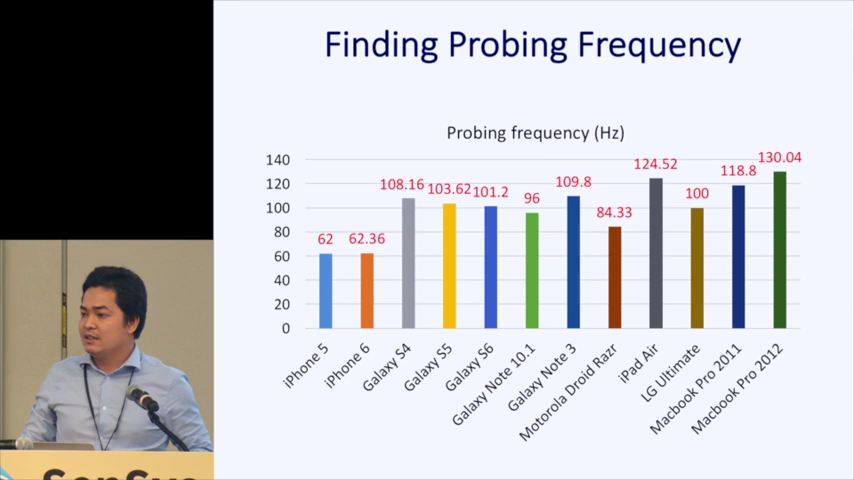 Finding Probing Frequency
Probing frequency (Hz)
140
120
100
80
60
40
20
0
62
62.36
108.16
103.62
101.2
96
109.8
84.33
124.52
100
118.8
130.04
iPhone 5
iPhone 6
Galaxy S4
Galaxy S5
Galaxy S6
Galaxy Note 10.1
Galaxy Note 3
Motorola Droid Razr
iPad Air
LG Ultimate
Macbook Pro 2011
Macbook Pro 2012
SenSys